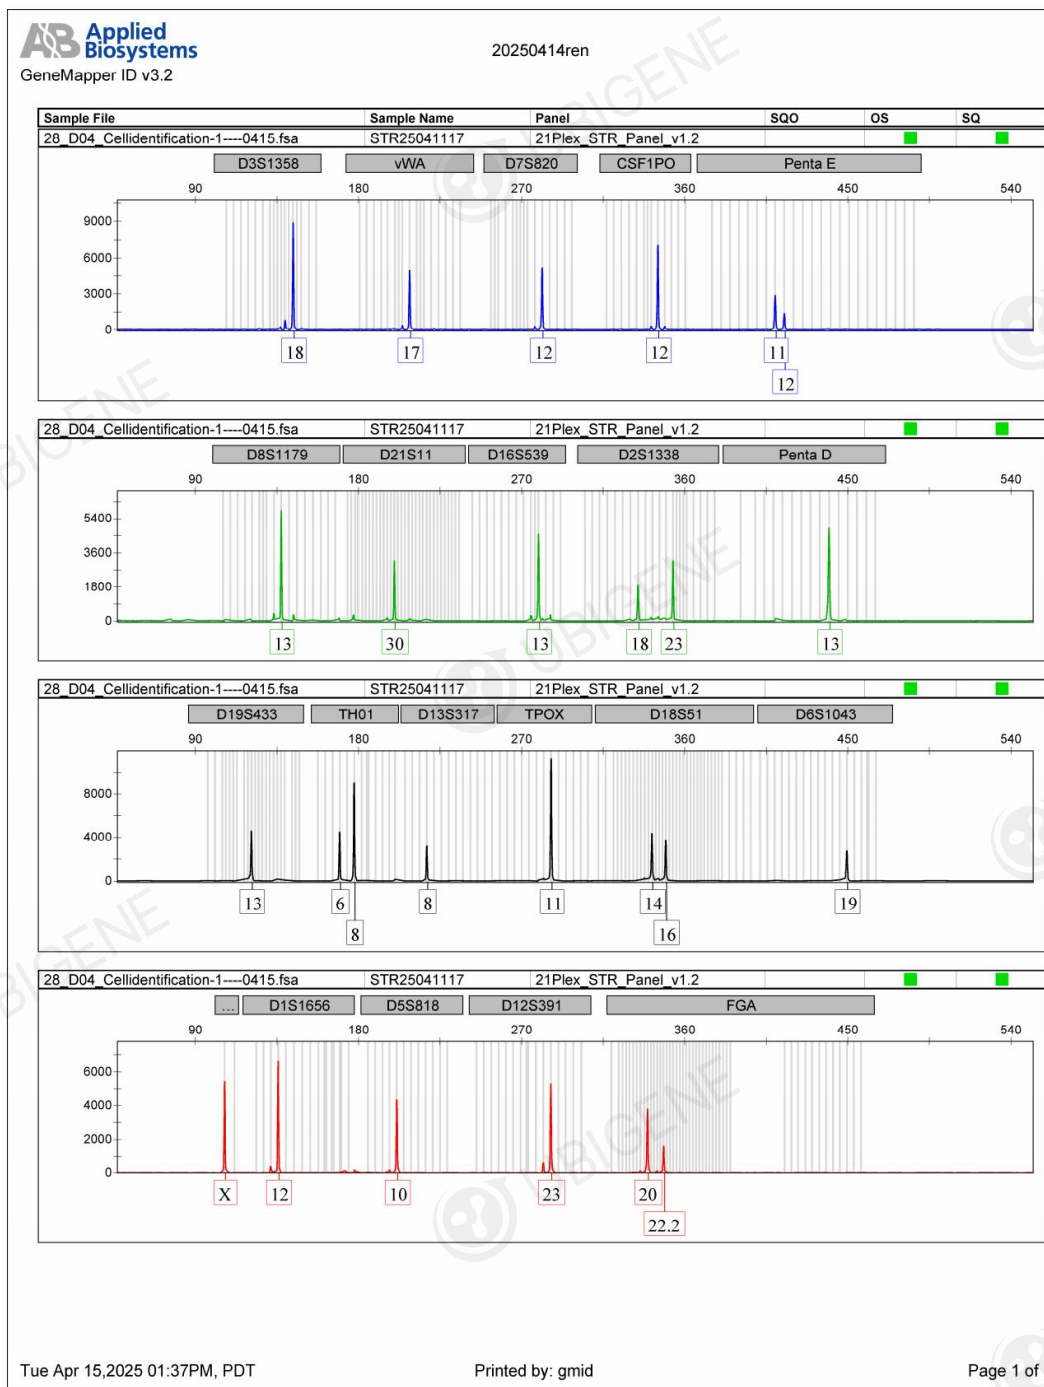 AB Applied Biosystems
GeneMapper ID v3.2
20250414ren
Sample File Sample Name Panel SQO OS SQ
28_D04_Cellidentification-1----0415.fsa STR25041117 21Plex_STR_Panel_v1.2
D3S1358 vWA D7S820 CSF1PO Penta E
90 180 270 360 450 540
9000
6000
3000
0
18 17 12 12 11
12
28_D04_Cellidentification-1----0415.fsa STR25041117 21Plex_STR_Panel_v1.2
D8S1179 D21S11 D16S539 D2S1338 Penta D
90 180 270 360 450 540
5400
3600
1800
0
13 30 13 18 23 13
28_D04_Cellidentification-1----0415.fsa STR25041117 21Plex_STR_Panel_v1.2
D19S433 TH01 D13S317 TPOX D18S51 D6S1043
90 180 270 360 450 540
8000
4000
0
13 6 8 11 14 19
8 16
28_D04_Cellidentification-1----0415.fsa STR25041117 21Plex_STR_Panel_v1.2
... D1S1656 D5S818 D12S391 FGA
90 180 270 360 450 540
6000
4000
2000
0
X 12 10 23 20
22.2
Tue Apr 15,2025 01:37PM, PDT Printed by: gmid Page 1 of
UBIGENE
UBIGENE
UBIGENE
UBIGENE
UBIGENE